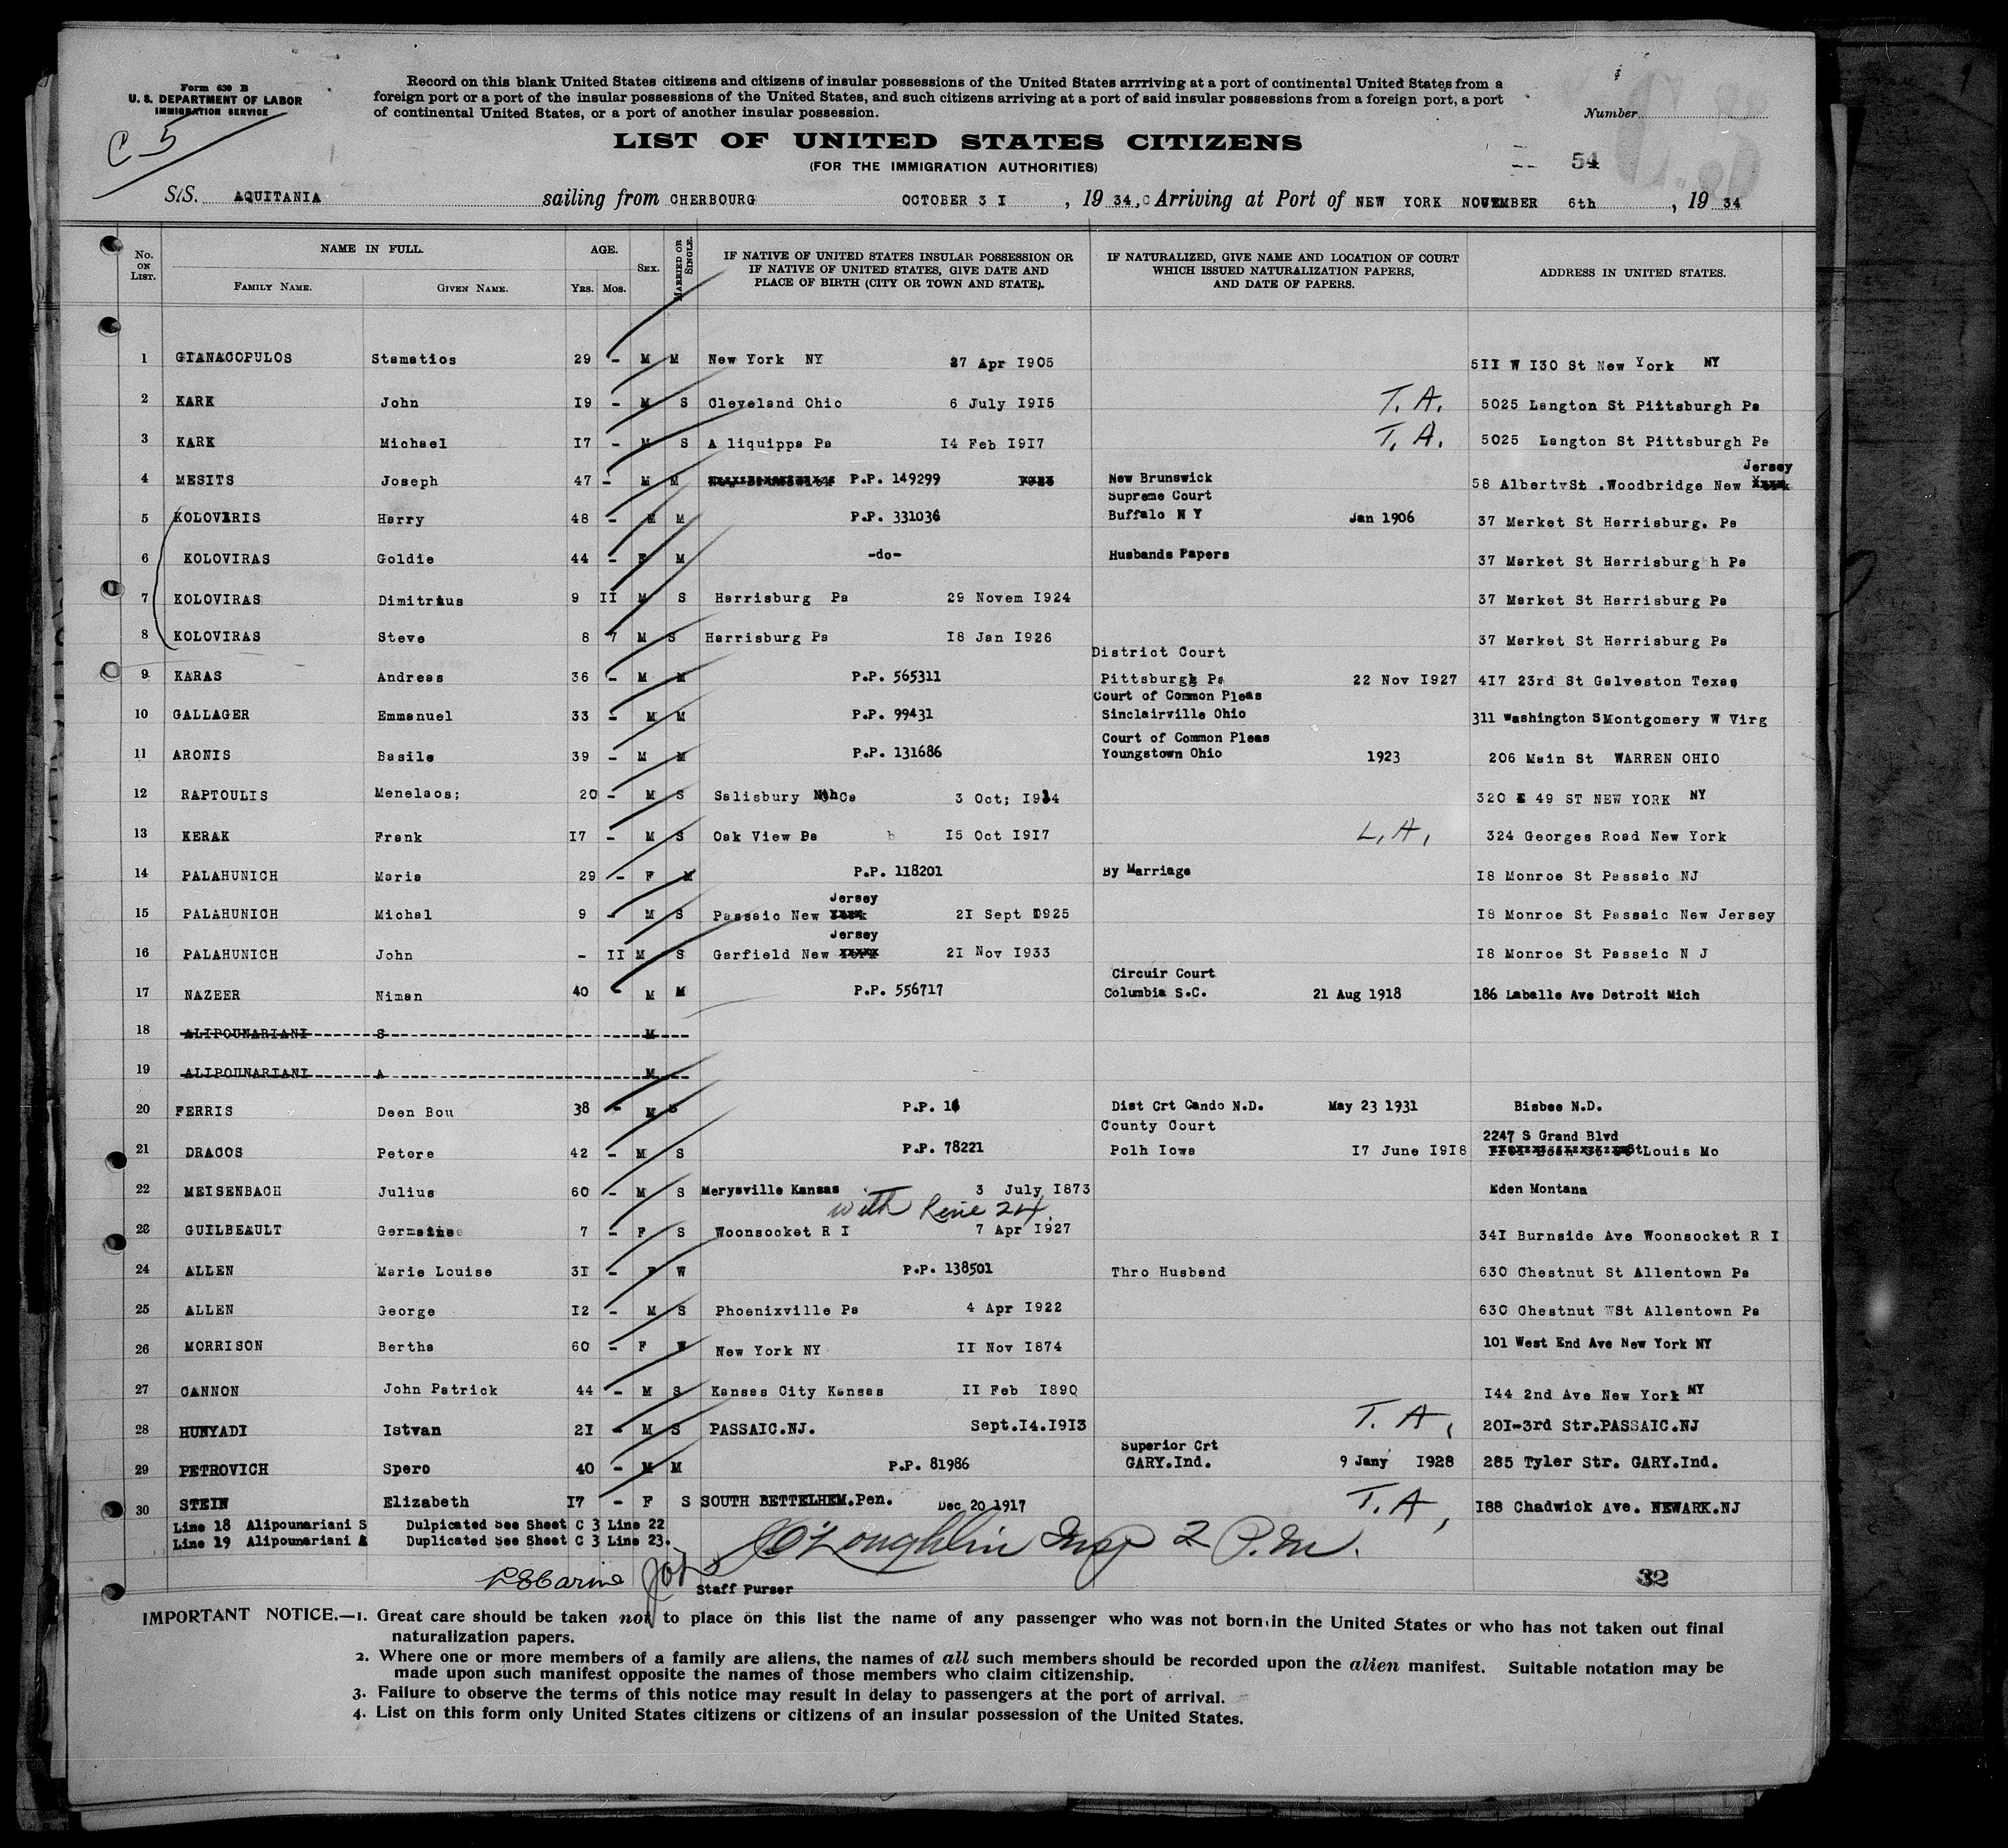 Form 630 B
U. S. DEPARTMENT OF LABOR
IMMIGRATION SERVICE
C 5
Record on this blank United States citizens and citizens of insular possessions of the United States arrriving at a port of continental United States from a
foreign port or a port of the insular possessions of the United States, and such citizens arriving at a port of said insular possessions from a foreign port, a port
of continental United States, or a port of another insular possession.
Number
LIST OF UNITED STATES CITIZENS
(FOR THE IMMIGRATION AUTHORITIES)
54
S/S. AQUITANIA sailing from CHERBOURG OCTOBER 3 I , 19 34, Arriving at Port of NEW YORK NOVEMBER 6th , 19 34
No. ON LIST. NAME IN FULL. FAMILY NAME. GIVEN NAME. AGE. YRS. MOS. SEX. MARRIED OR SINGLE. IF NATIVE OF UNITED STATES INSULAR POSSESSION OR IF NATIVE OF UNITED STATES, GIVE DATE AND PLACE OF BIRTH (CITY OR TOWN AND STATE). IF NATURALIZED, GIVE NAME AND LOCATION OF COURT WHICH ISSUED NATURALIZATION PAPERS, AND DATE OF PAPERS. ADDRESS IN UNITED STATES.
1 GIANACOPULOS Stamatios 29 - M M New York NY 27 Apr I905 5II W I30 St New York NY
2 KARK John I9 - M S Cleveland Ohio 6 July I9I5 T. A. 5025 Langton St Pittsburgh Pa
3 KARK Michael I7 - M S A liquippa Pa I4 Feb I9I7 T. A. 5025 Langton St Pittsburgh Pa
4 MESITS Joseph 47 - M M P.P. 149299 New Brunswick 58 Albert St .Woodbridge New Jersey
5 KOLOVIRIS Harry 48 - M M P.P. 331036 Supreme Court Buffalo N Y Jan 1906 37 Market St Harrisburg. Pa
6 KOLOVIRAS Goldie 44 - F M -do- Husbands Papers 37 Market St Harrisburg h Pa
7 KOLOVIRAS Dimitrius 9 II M S Harrisburg Pa 29 Novem I924 37 Market St Harrisburg Pa
8 KOLOVIRAS Steve 8 7 M S Harrisburg Pa I8 Jan I926 37 Market St Harrisburg Pa
9 KARAS Andreas 36 - M M P.P. 565311 District Court Pittsburgh Pa 22 Nov I927 4I7 23rd St Galveston Texas
10 GALLAGER Emmanuel 33 - M M P.P. 99431 Court of Common Pleas Sinclairville Ohio 311 Washington S Montgomery W Virg
11 ARONIS Basile 39 - M M P.P. 131686 Court of Common Pleas Youngstown Ohio 1923 206 Main St WARREN OHIO
12 RAPTOULIS Menelaos; 20 - M S Salisbury Nth Ca 3 Oct; 320 E 49 ST NEW YORK NY
13 KERAK Frank I7 - M S Oak View Pa I5 Oct I9I7 L, A, 324 Georges Road New York
14 PALAHUNICH Maria 29 - F M P.P. 118201 By Marriage I8 Monroe St Passaic NJ
15 PALAHUNICH Michal 9 - M S Passaic New Jersey 2I Sept I925 I8 Monroe St Passaic New Jersey
16 PALAHUNICH John - II M S Garfield New Jersey 2I Nov I933 I8 Monroe St Passaic N J
17 NAZEER Niman 40 - M M P.P. 556717 Circuir Court Columbia S.C. 21 Aug 1918 186 Laballe Ave Detroit Mich
18 ALIPOUNARIANI S M
19 ALIPOUNARIANI A M
20 FERRIS Deen Bou 38 - M S P.P. 16 Dist Crt Cando N.D. May 23 1931 Bisbee N.D.
21 DRACOS Petere 42 - M S P.P. 78221 County Court Polh Iowa I7 June I9I8 2247 S Grand Blvd St Louis Mo
22 MEISENBACH Julius 60 - M S Merysville Kansas 3 July I873 Eden Montana
with Line 24
23 GUILBEAULT Germaine 7 - F S Woonsocket R I 7 Apr I927 34I Burnside Ave Woonsocket R I
24 ALLEN Marie Louise 3I - F W P.P. 138501 Thro Husband 630 Chestnut St Allentown Pa
25 ALLEN George I2 - M S Phoenixville Pa 4 Apr I922 630 Chestnut St Allentown Pa
26 MORRISON Bertha 60 - F W New York NY II Nov I874 101 West End Ave New York NY
27 CANNON John Patrick 44 - M S Kansas City Kansas II Feb I890 I44 2nd Ave New York NY
28 HUNYADI Istvan 2I - M S PASSAIC.NJ. Sept.I4.I9I3 T. A, 20I-3rd Str.PASSAIC.NJ
29 PETROVICH Spero 40 - M M P.P. 81986 Superior Crt GARY.Ind. 9 Jany I928 285 Tyler Str. GARY.Ind.
30 STEIN Elizabeth I7 - F S SOUTH BETTELHEM.Pen. Dec 20 1917 T. A, I88 Chadwick Ave. NEWARK.NJ
Line 18 Alipounariani S Dulpicated See Sheet C 3 Line 22
Line 19 Alipounariani A Duplicated See Sheet C 3 Line 23.
O'Loughlin Insp 2 P.M.
Staff Purser
32
IMPORTANT NOTICE.—1. Great care should be taken not to place on this list the name of any passenger who was not born in the United States or who has not taken out final
naturalization papers.
2. Where one or more members of a family are aliens, the names of all such members should be recorded upon the alien manifest. Suitable notation may be
made upon such manifest opposite the names of those members who claim citizenship.
3. Failure to observe the terms of this notice may result in delay to passengers at the port of arrival.
4. List on this form only United States citizens or citizens of an insular possession of the United States.